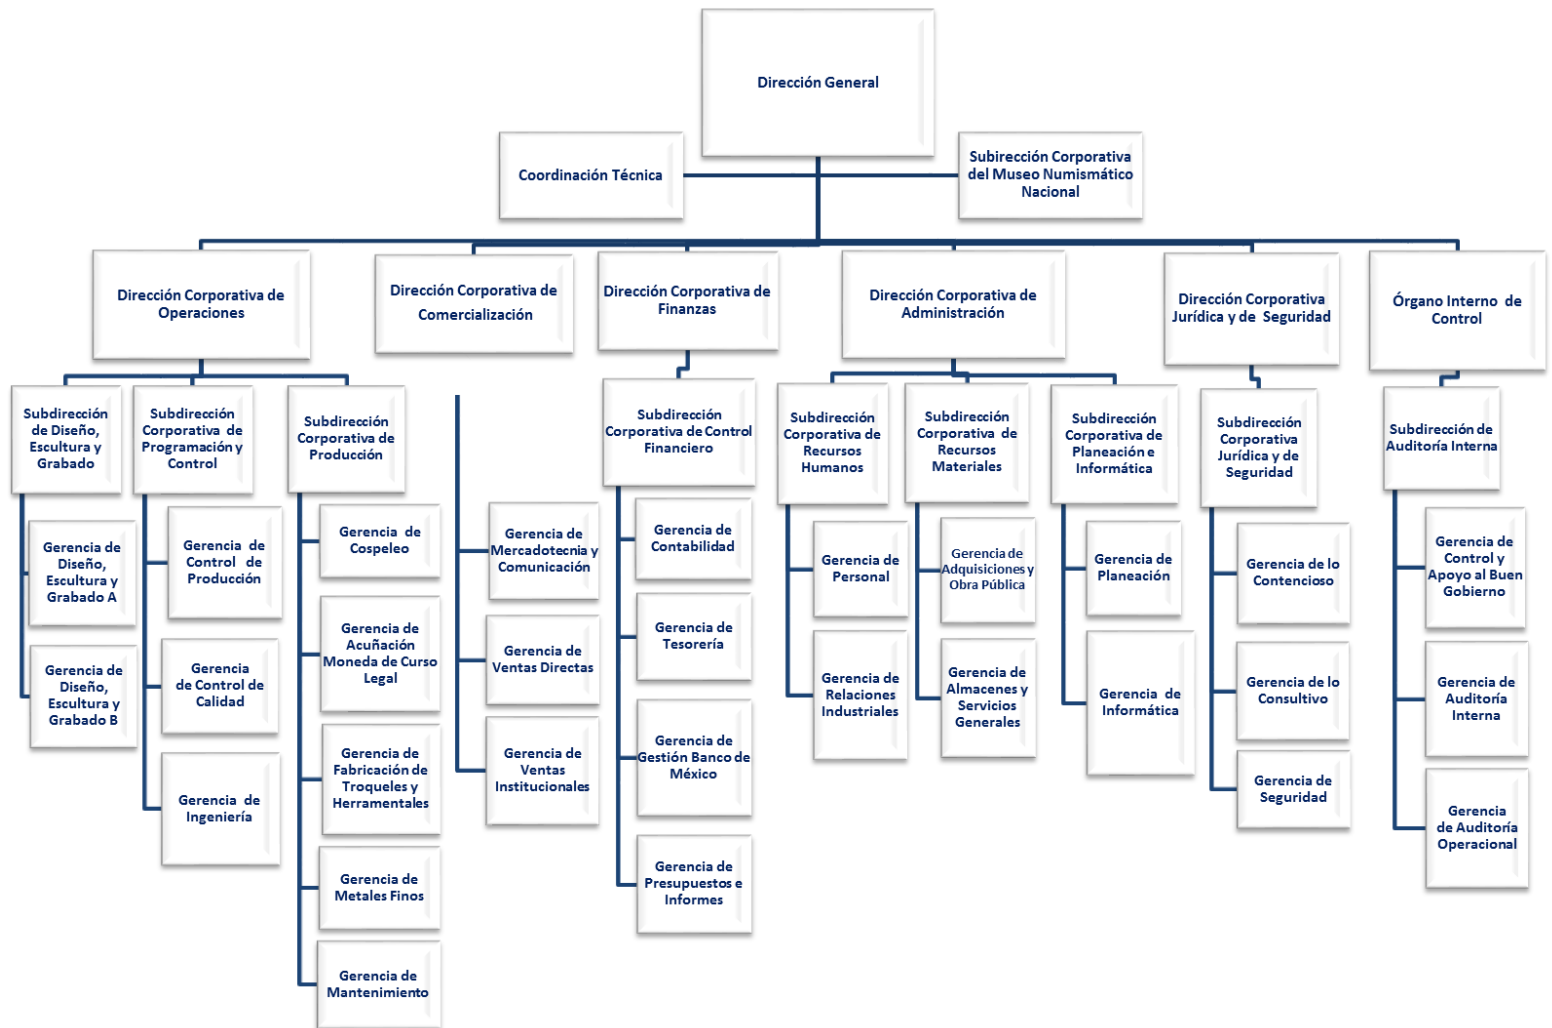 Dirección General
Coordinación Técnica
Subirección Corporativa
del Museo Numismático
Nacional
Dirección Corporativa de
Operaciones
Dirección Corporativa de
Comercialización
Dirección Corporativa de
Finanzas
Dirección Corporativa de
Administración
Dirección Corporativa
Jurídica y de Seguridad
Órgano Interno de
Control
Subdirección
de Diseño,
Escultura y
Grabado
Subdirección
Corporativa de
Programación y
Control
Subdirección
Corporativa de
Producción
Subdirección
Corporativa de Control
Financiero
Subdirección
Corporativa de
Recursos
Humanos
Subdirección
Corporativa de
Recursos
Materiales
Subdirección
Corporativa de
Planeación e
Informática
Subdirección
Corporativa
Jurídica y de
Seguridad
Subdirección de
Auditoría Interna
Gerencia de
Diseño,
Escultura y
Grabado A
Gerencia de
Diseño,
Escultura y
Grabado B
Gerencia de
Control de
Producción
Gerencia
de Control de
Calidad
Gerencia de
Ingeniería
Gerencia de
Cospeleo
Gerencia de
Acuñación
Moneda de Curso
Legal
Gerencia de
Fabricación de
Troqueles y
Herramentales
Gerencia de
Metales Finos
Gerencia de
Mantenimiento
Gerencia de
Mercadotecnia y
Comunicación
Gerencia de
Ventas Directas
Gerencia de
Ventas
Institucionales
Gerencia de
Contabilidad
Gerencia de
Tesorería
Gerencia de
Gestión Banco de
México
Gerencia de
Presupuestos e
Informes
Gerencia de
Personal
Gerencia de
Relaciones
Industriales
Gerencia de
Adquisiciones y
Obra Pública
Gerencia de
Almacenes y
Servicios
Generales
Gerencia de
Planeación
Gerencia de
Informática
Gerencia de lo
Contencioso
Gerencia de lo
Consultivo
Gerencia de
Seguridad
Gerencia de
Control y
Apoyo al Buen
Gobierno
Gerencia de
Auditoría
Interna
Gerencia
de Auditoría
Operacional